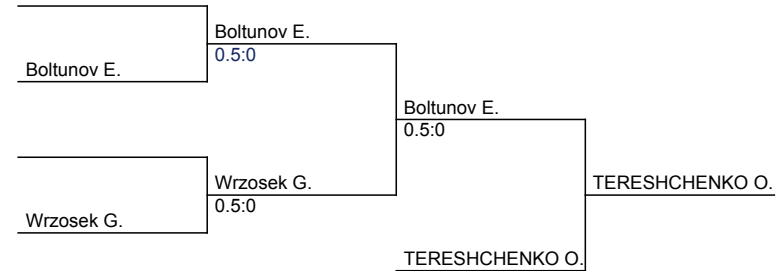 Boltunov E.
0.5:0
Boltunov E.
Boltunov E.
0.5:0
Wrzosek G.
0.5:0
TERESHCHENKO O.
Wrzosek G.
TERESHCHENKO O.